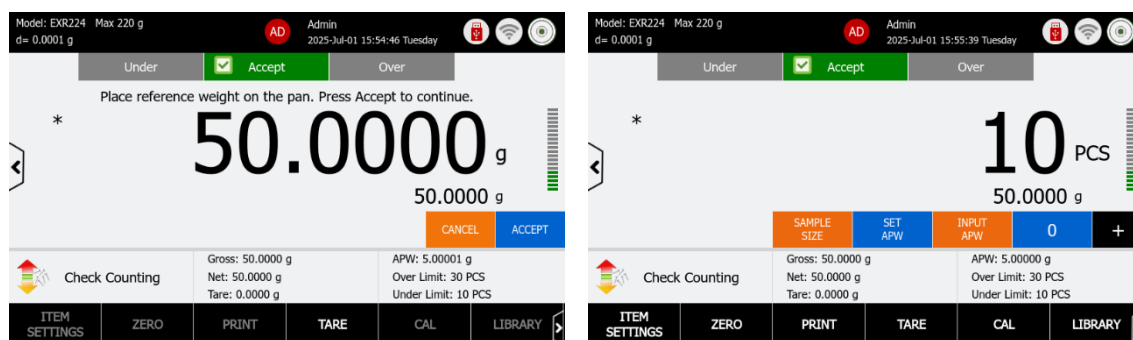 Model: EXR224 Max 220 g
d= 0.0001 g
AD
Admin
2025-Jul-01 15:54:46 Tuesday
Under
Accept
Over
Place reference weight on the pan. Press Accept to continue.
*
50.0000 g
50.0000 g
CANCEL
ACCEPT
Check Counting
Gross: 50.0000 g
Net: 50.0000 g
Tare: 0.0000 g
APW: 5.00001 g
Over Limit: 30 PCS
Under Limit: 10 PCS
ITEM
SETTINGS
ZERO
PRINT
TARE
CAL
LIBRARY
Model: EXR224 Max 220 g
d= 0.0001 g
AD
Admin
2025-Jul-01 15:55:39 Tuesday
Under
Accept
Over
*
10 PCS
50.0000 g
SAMPLE
SIZE
SET
APW
INPUT
APW
0
+
Check Counting
Gross: 50.0000 g
Net: 50.0000 g
Tare: 0.0000 g
APW: 5.00000 g
Over Limit: 30 PCS
Under Limit: 10 PCS
ITEM
SETTINGS
ZERO
PRINT
TARE
CAL
LIBRARY